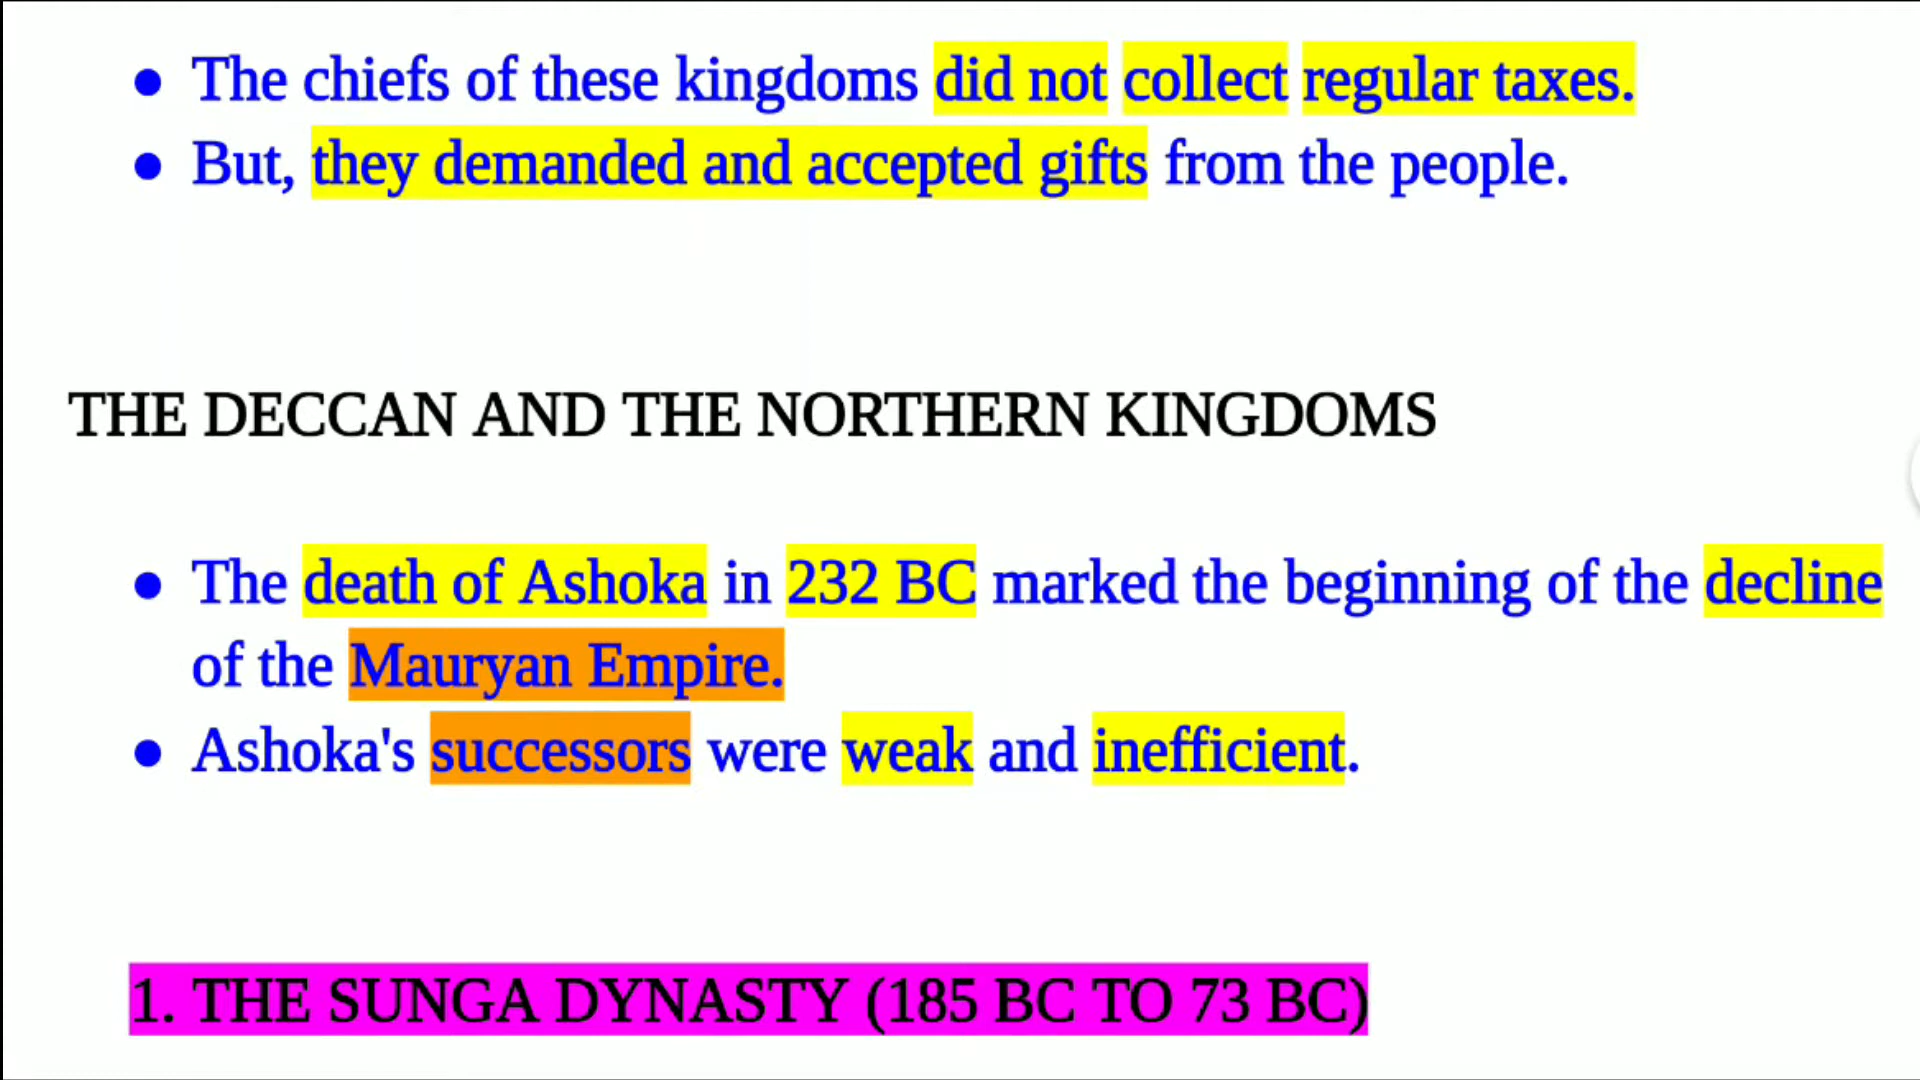 ● The chiefs of these kingdoms did not collect regular taxes.
● But, they demanded and accepted gifts from the people.
THE DECCAN AND THE NORTHERN KINGDOMS
● The death of Ashoka in 232 BC marked the beginning of the decline
of the Mauryan Empire.
● Ashoka's successors were weak and inefficient.
1. THE SUNGA DYNASTY (185 BC TO 73 BC)